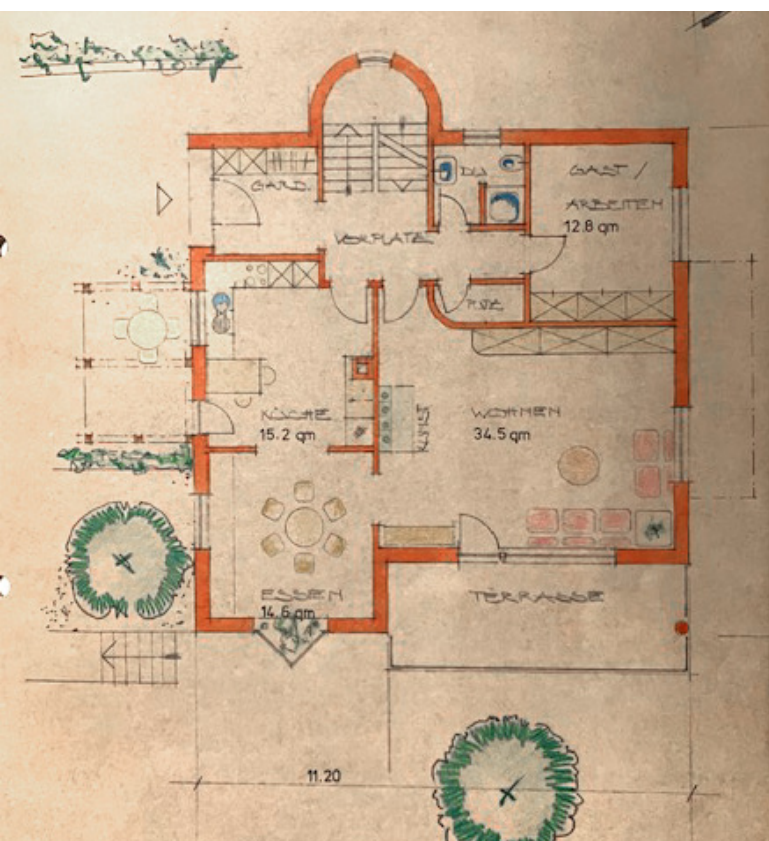 GARD.
DU
GAST /
ARBEITEN
12.8 qm
VORPLATZ
KÜCHE
15.2 qm
WOHNEN
34.5 qm
ESSEN
14.6 qm
TERRASSE
11.20